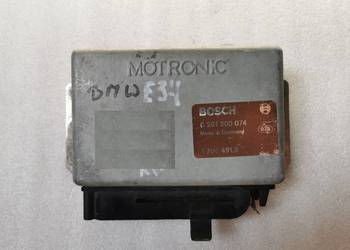 MOTRONIC
BMW E34
BOSCH
0 261 200 074
Made in Germany